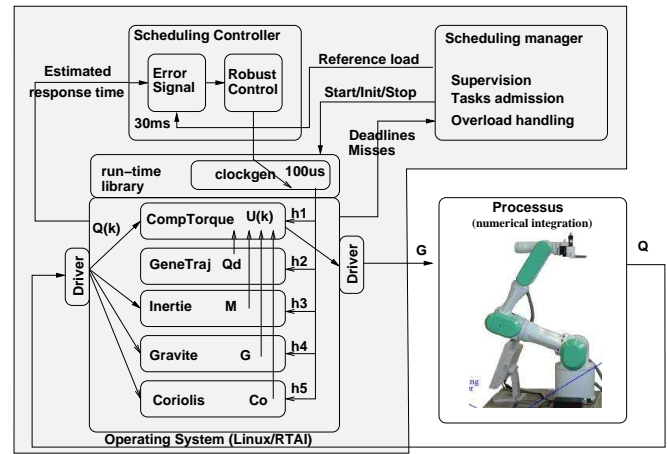 Scheduling Controller
Scheduling manager
Estimated
response time
Error
Signal
Robust
Control
Reference load
Supervision
Tasks admission
Overload handling
Start/Init/Stop
30ms
Deadlines
Misses
run-time
library
clockgen
100us
Q(k)
CompTorque
U(k)
h1
Processus
(numerical integration)
Driver
GeneTraj
Qd
h2
Driver
G
Q
Inertie
M
h3
Gravite
G
h4
Coriolis
Co
h5
ng
Operating System (Linux/RTAI)